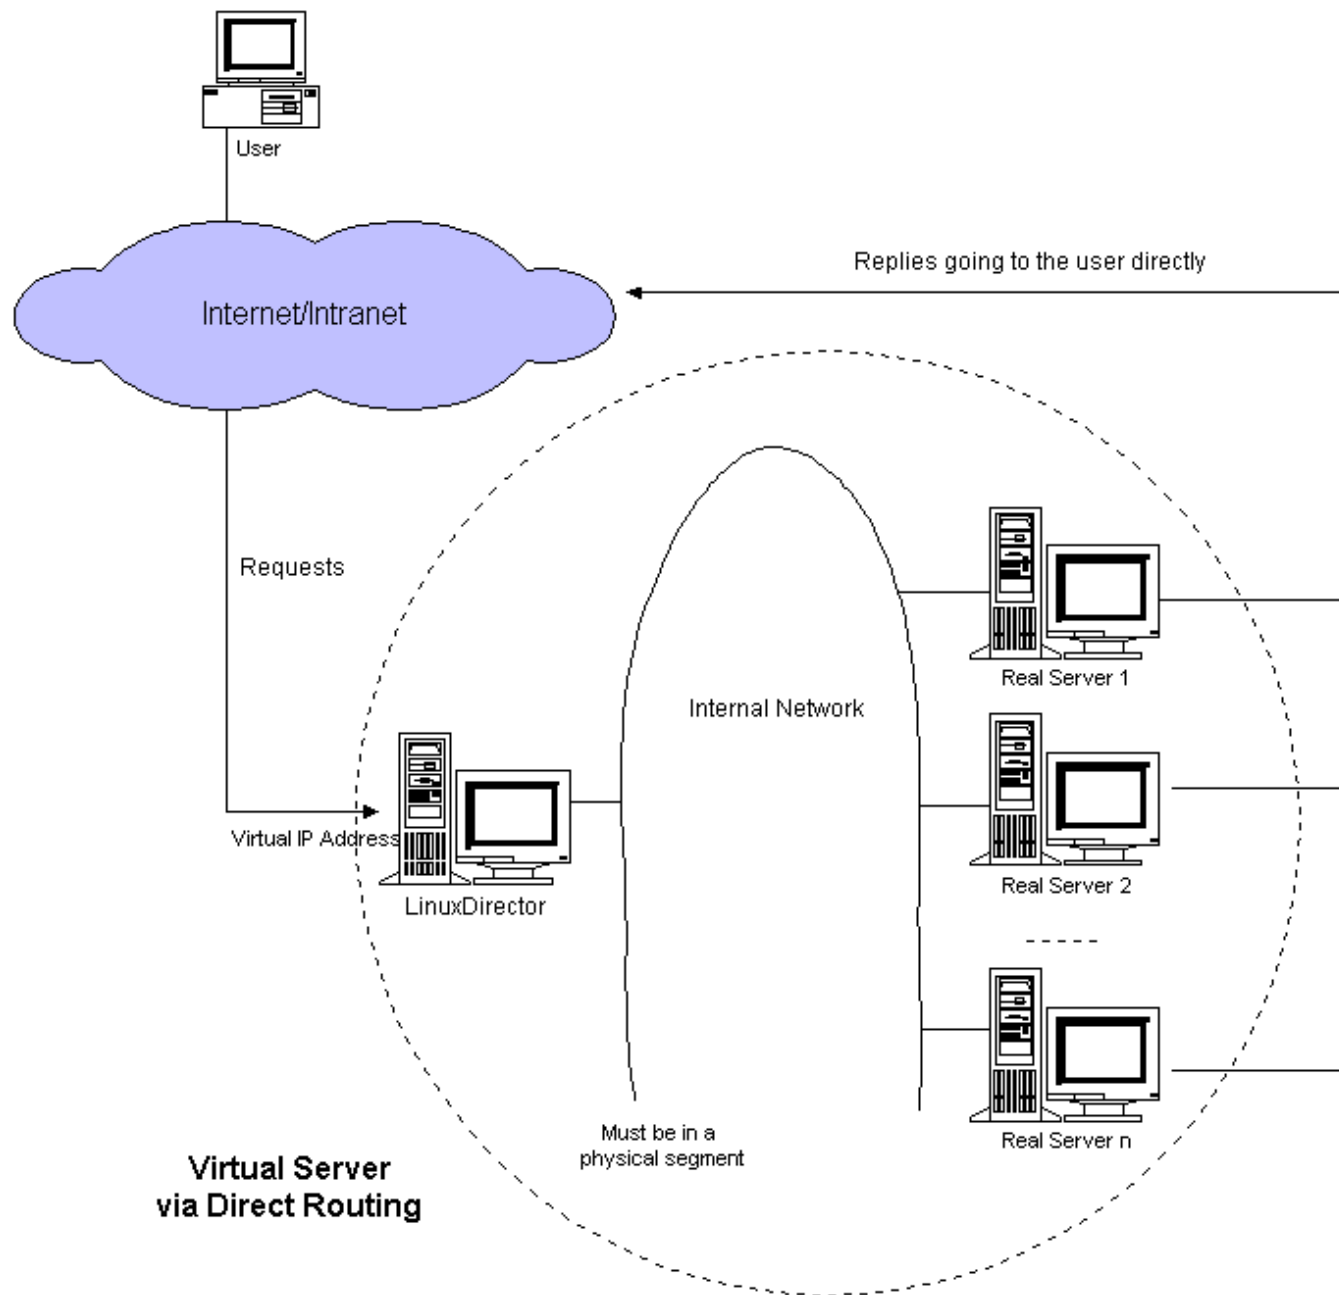 User
Replies going to the user directly
Internet/Intranet
Requests
Real Server 1
Internal Network
Virtual IP Address
Real Server 2
LinuxDirector
Must be in a
physical segment
Real Server n
Virtual Server
via Direct Routing